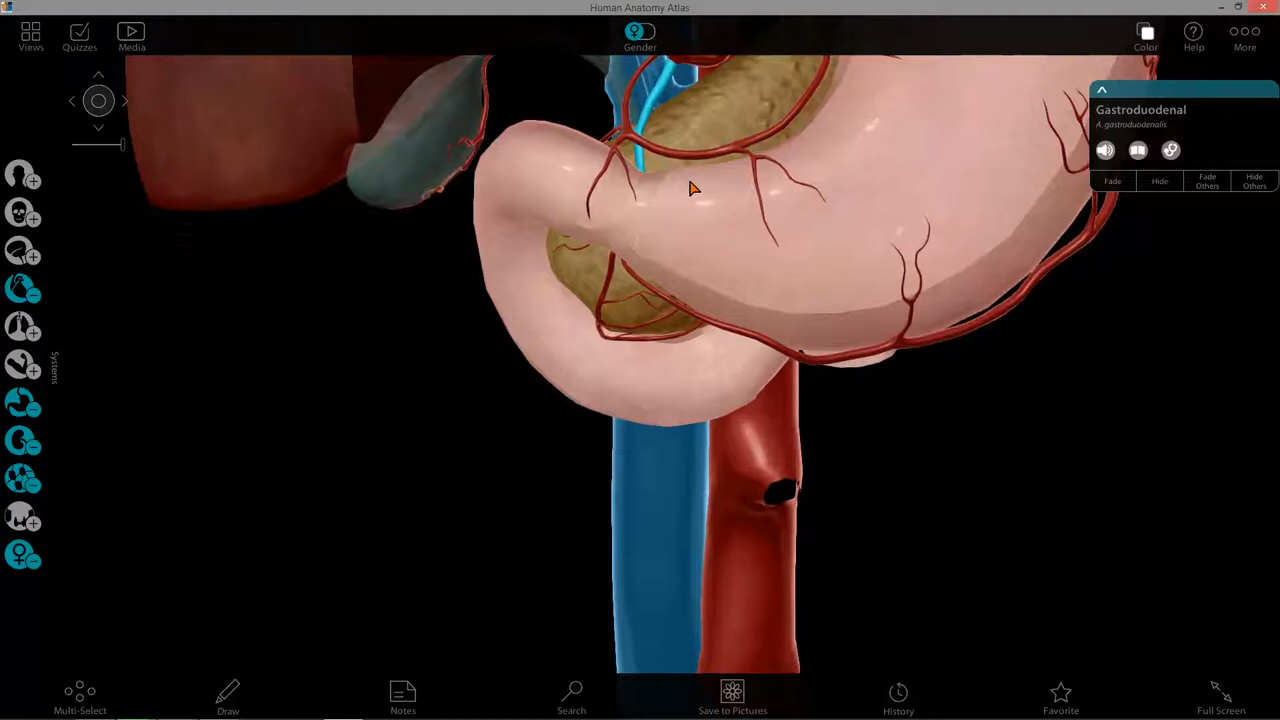 Human Anatomy Atlas
Views
Quizzes
Media
Gender
Color
Help
More
Gastroduodenal
A. gastroduodenalis
Fade
Hide
Fade Others
Hide Others
Systems
Multi-Select
Draw
Notes
Search
Save to Pictures
History
Favorite
Full Screen